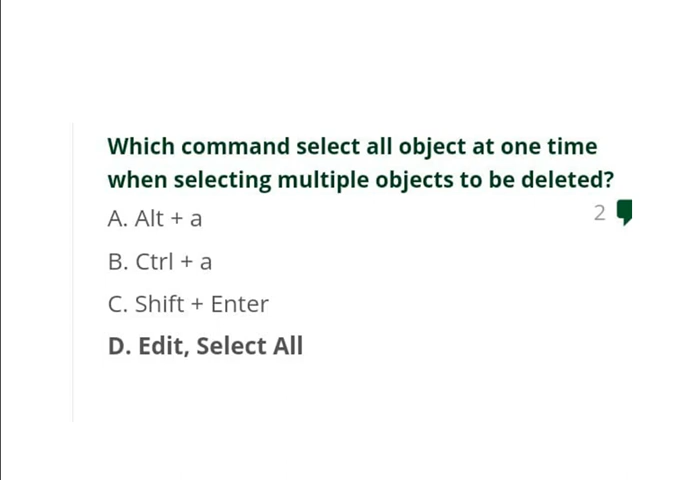 Which command select all object at one time
when selecting multiple objects to be deleted?
A. Alt + a
2
B. Ctrl + a
C. Shift + Enter
D. Edit, Select All